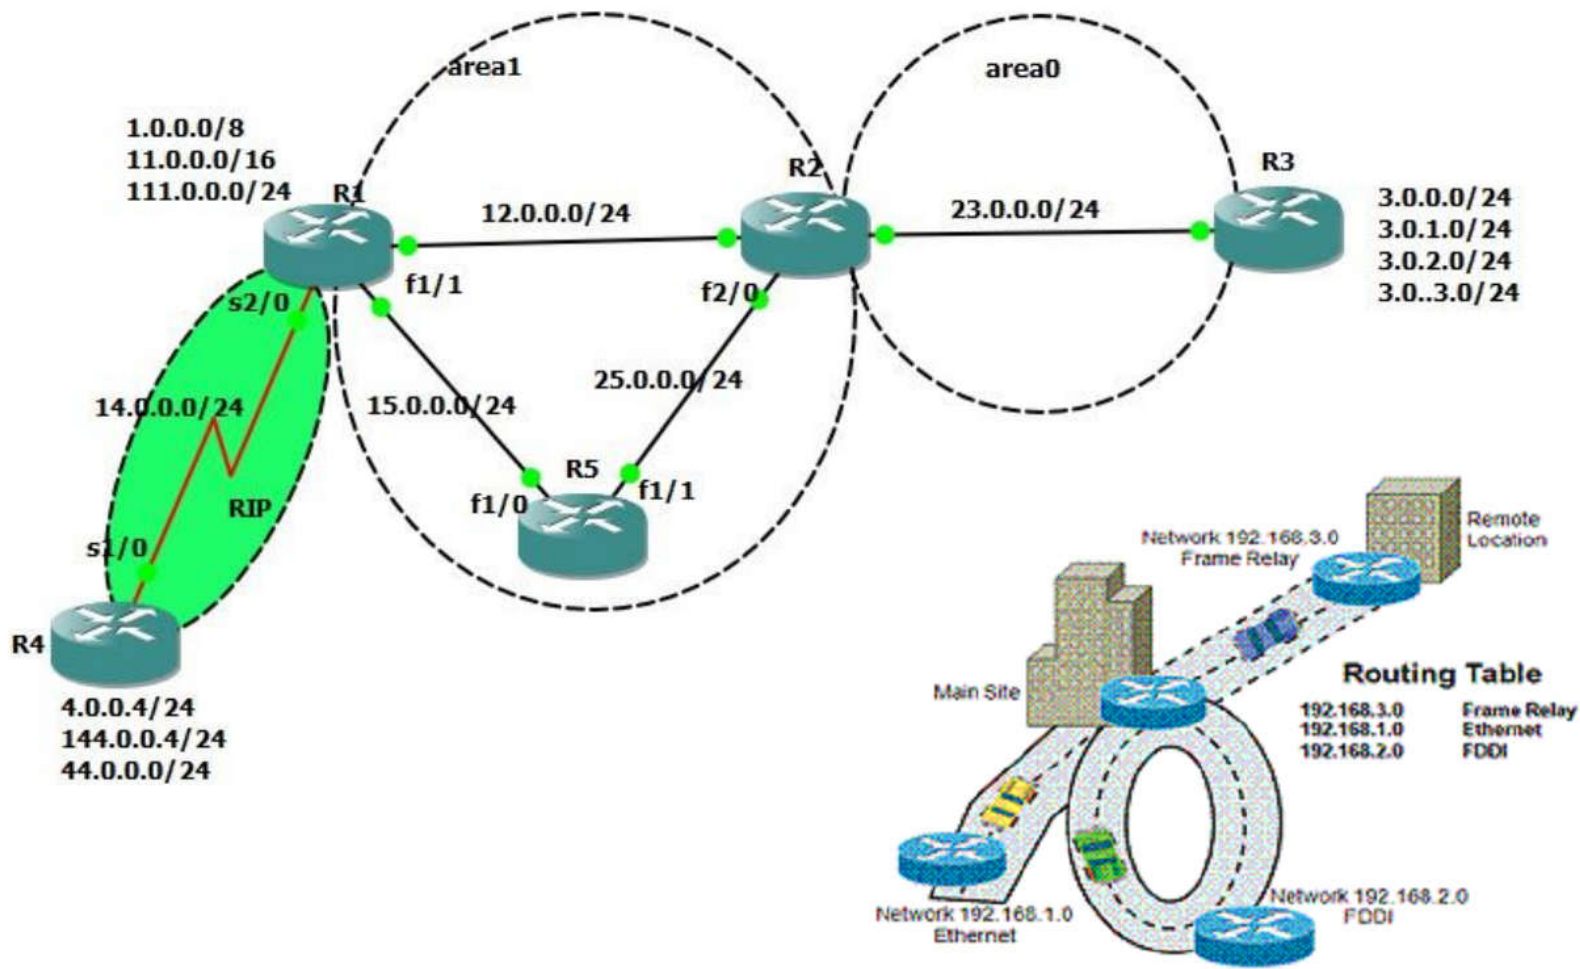 area1
area0
1.0.0.0/8
11.0.0.0/16
111.0.0.0/24
R1
R2
R3
12.0.0.0/24
23.0.0.0/24
3.0.0.0/24
3.0.1.0/24
3.0.2.0/24
3.0..3.0/24
s2/0
f1/1
f2/0
14.0.0.0/24
15.0.0.0/24
25.0.0.0/24
RIP
R5
f1/0
f1/1
s1/0
R4
4.0.0.4/24
144.0.0.4/24
44.0.0.0/24
Network 192.168.3.0
Frame Relay
Remote
Location
Main Site
Routing Table
192.168.3.0 Frame Relay
192.168.1.0 Ethernet
192.168.2.0 FDDI
Network 192.168.1.0
Ethernet
Network 192.168.2.0
FDDI